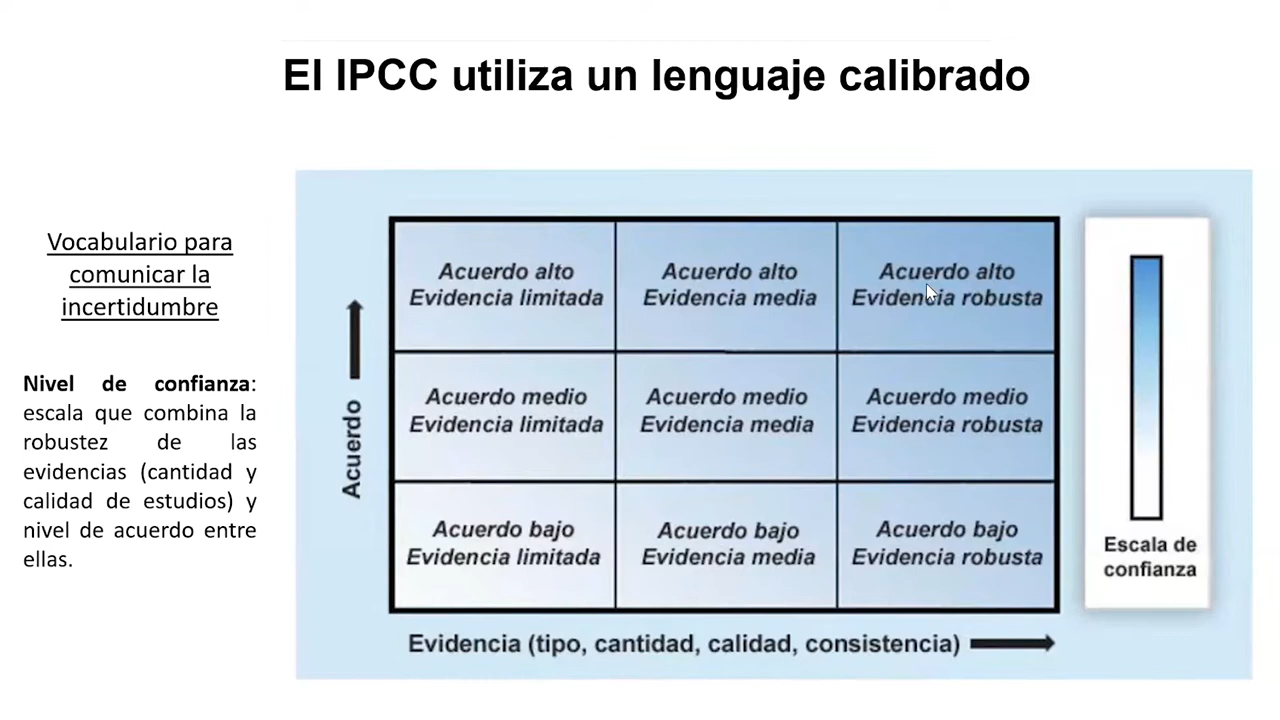 El IPCC utiliza un lenguaje calibrado
Vocabulario para
comunicar la
incertidumbre
Nivel de confianza:
escala que combina la
robustez de las
evidencias (cantidad y
calidad de estudios) y
nivel de acuerdo entre
ellas.
Acuerdo
Acuerdo alto
Evidencia limitada
Acuerdo alto
Evidencia media
Acuerdo alto
Evidencia robusta
Acuerdo medio
Evidencia limitada
Acuerdo medio
Evidencia media
Acuerdo medio
Evidencia robusta
Acuerdo bajo
Evidencia limitada
Acuerdo bajo
Evidencia media
Acuerdo bajo
Evidencia robusta
Evidencia (tipo, cantidad, calidad, consistencia)
Escala de
confianza